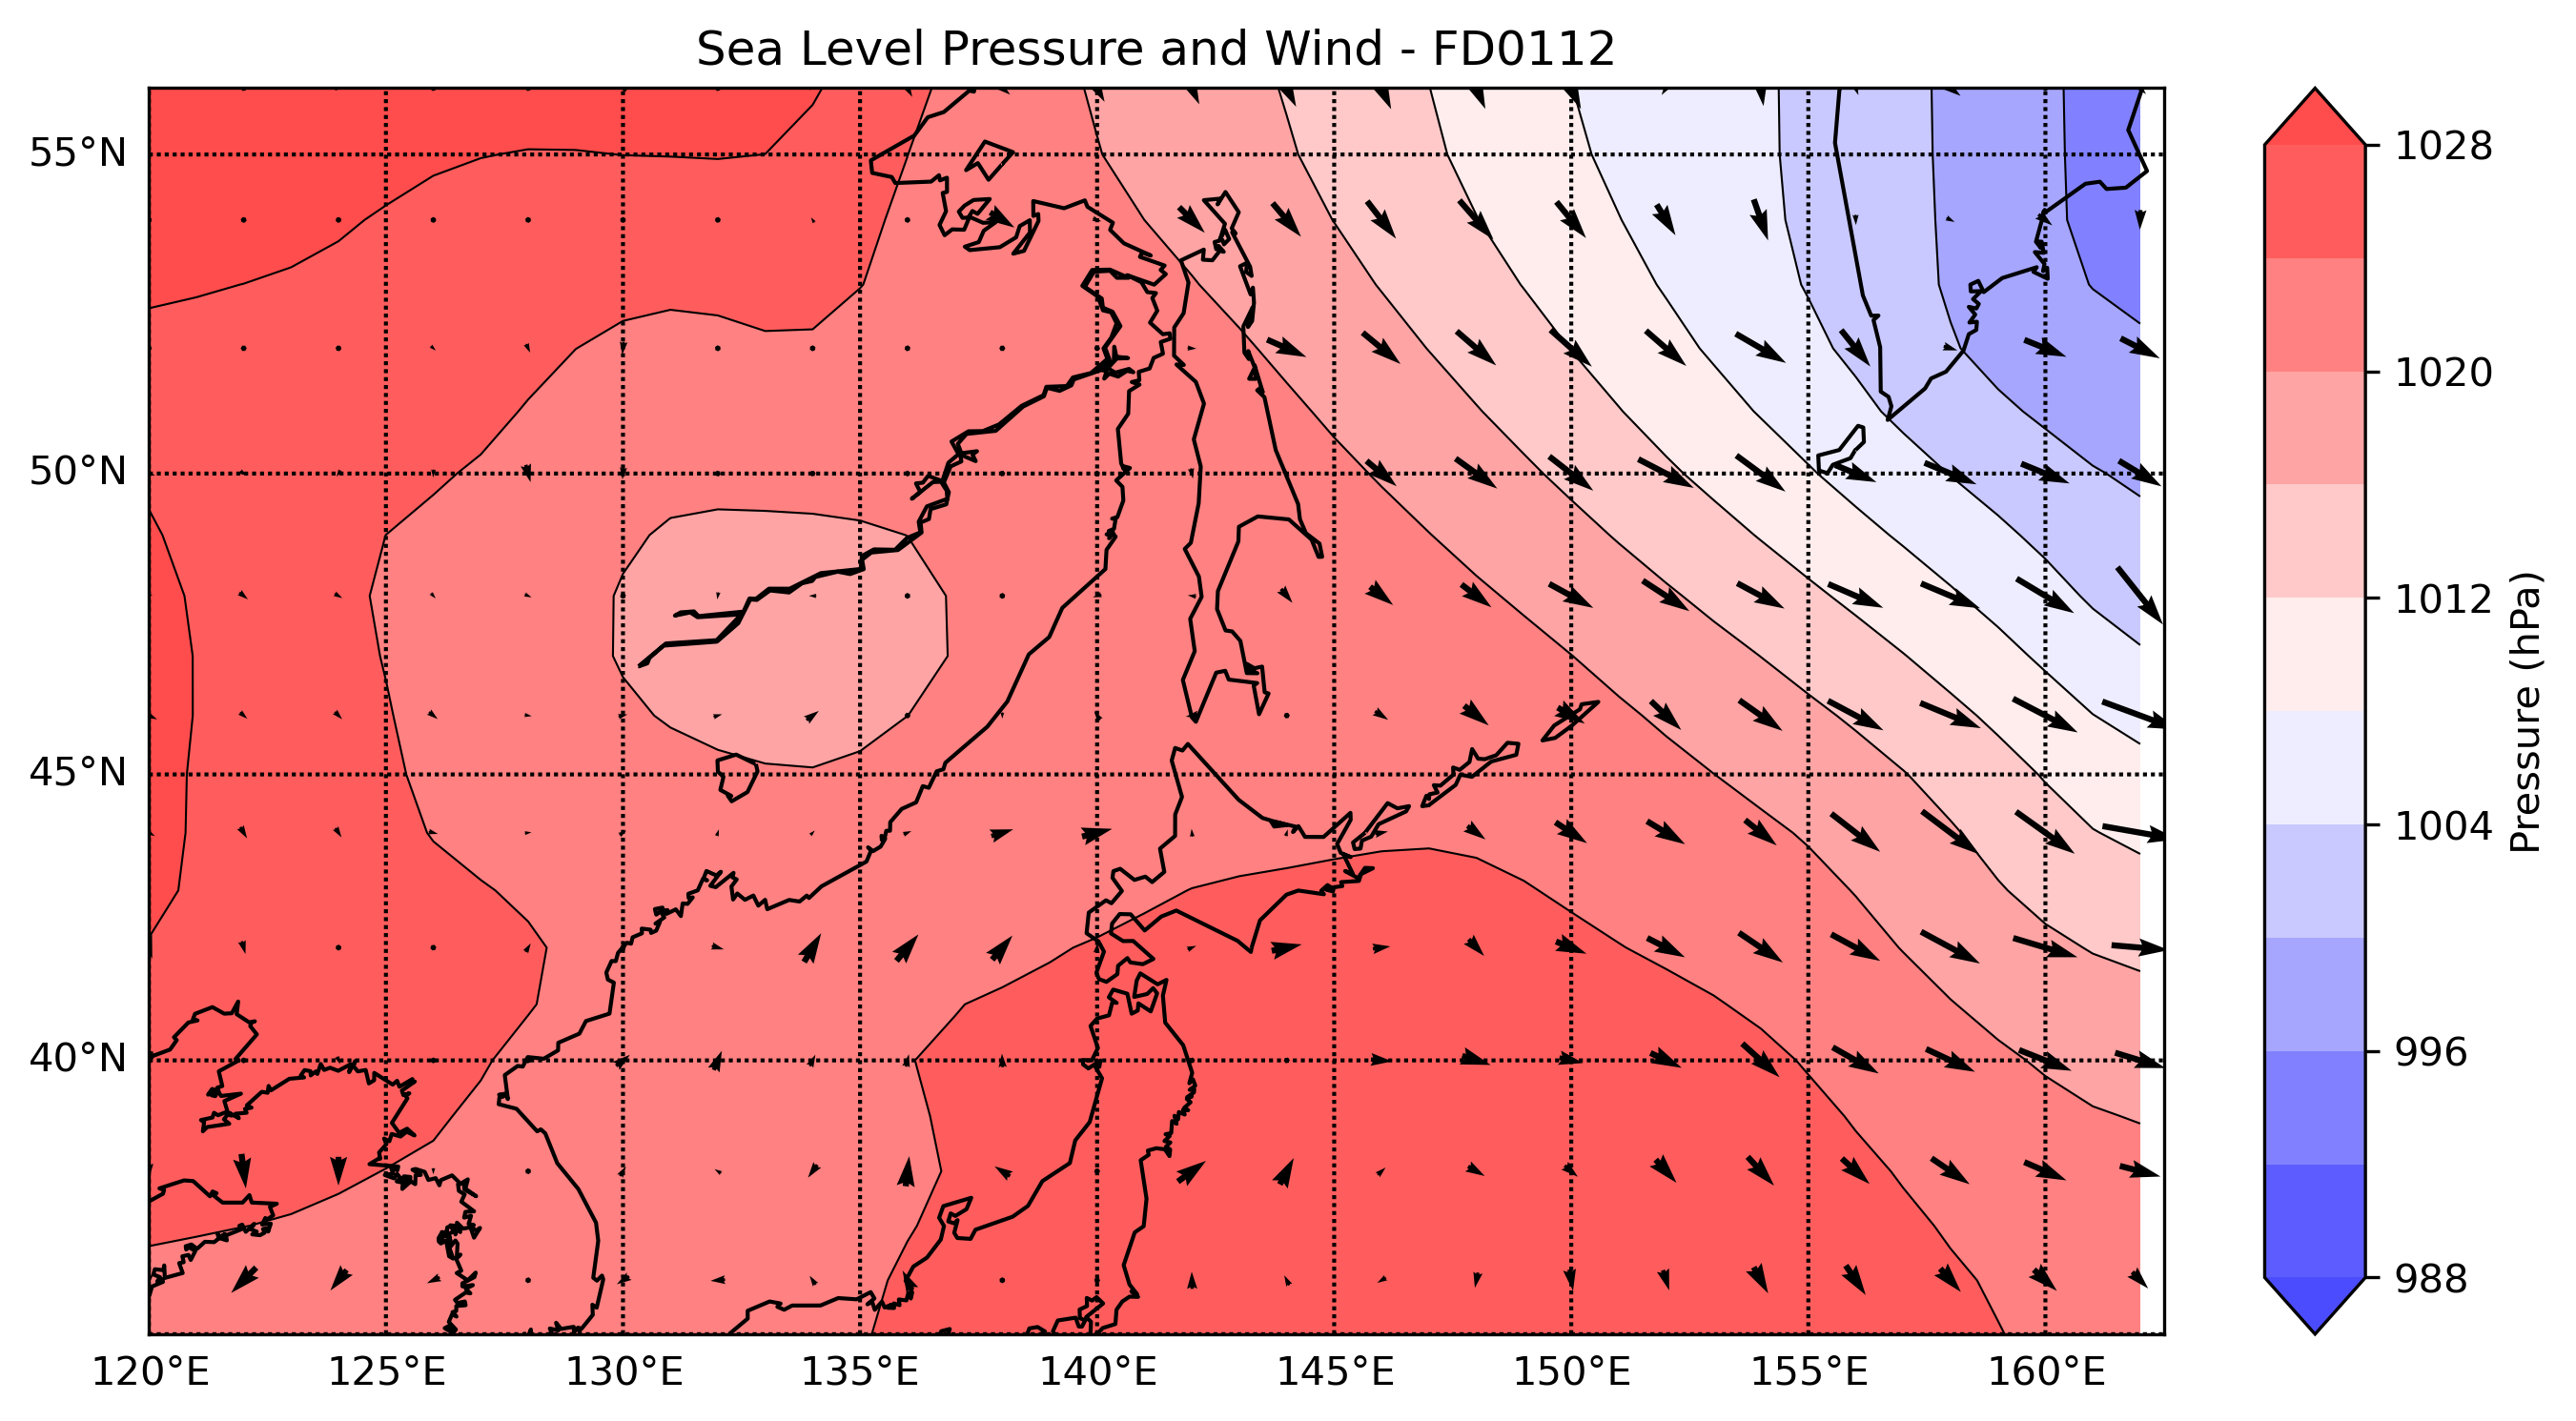 Sea Level Pressure and Wind - FD0112
55°N
50°N
45°N
40°N
120°E 125°E 130°E 135°E 140°E 145°E 150°E 155°E 160°E
1028
1020
1012
1004
996
988
Pressure (hPa)